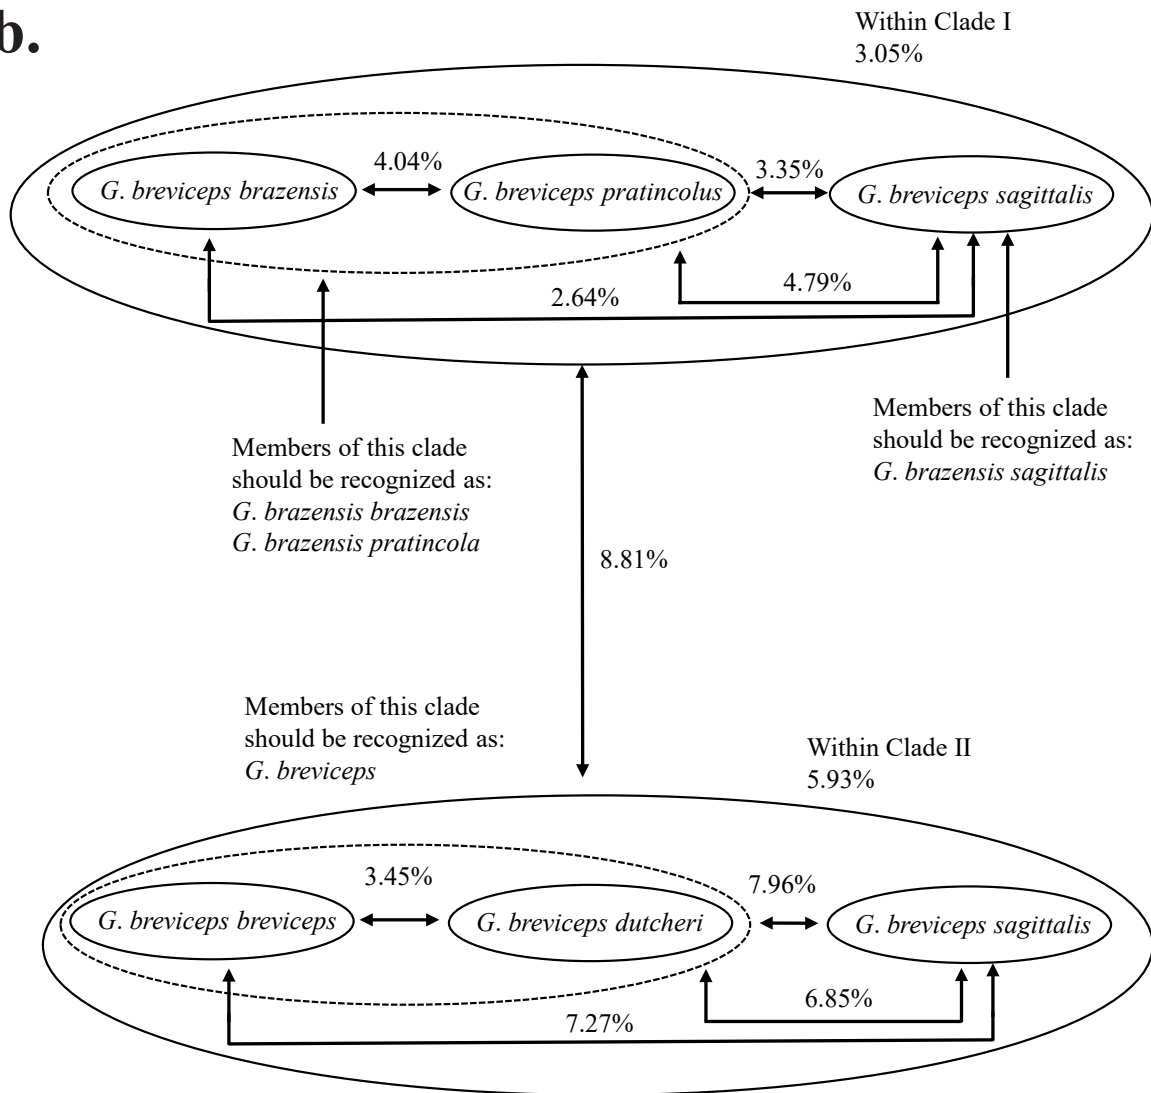 b.
Within Clade I
3.05%
4.04%
3.35%
G. breviceps brazensis
G. breviceps pratincolus
G. breviceps sagittalis
4.79%
2.64%
Members of this clade
should be recognized as:
G. brazensis sagittalis
Members of this clade
should be recognized as:
G. brazensis brazensis
G. brazensis pratincola
8.81%
Members of this clade
should be recognized as:
G. breviceps
Within Clade II
5.93%
3.45%
7.96%
G. breviceps breviceps
G. breviceps dutcheri
G. breviceps sagittalis
6.85%
7.27%